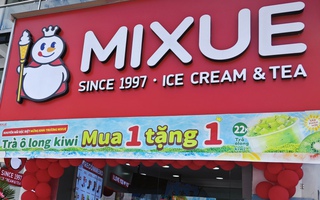 MIXUE
SINCE 1997 · ICE CREAM & TEA
Trà ô long kiwi
Mua 1 tặng 1
22